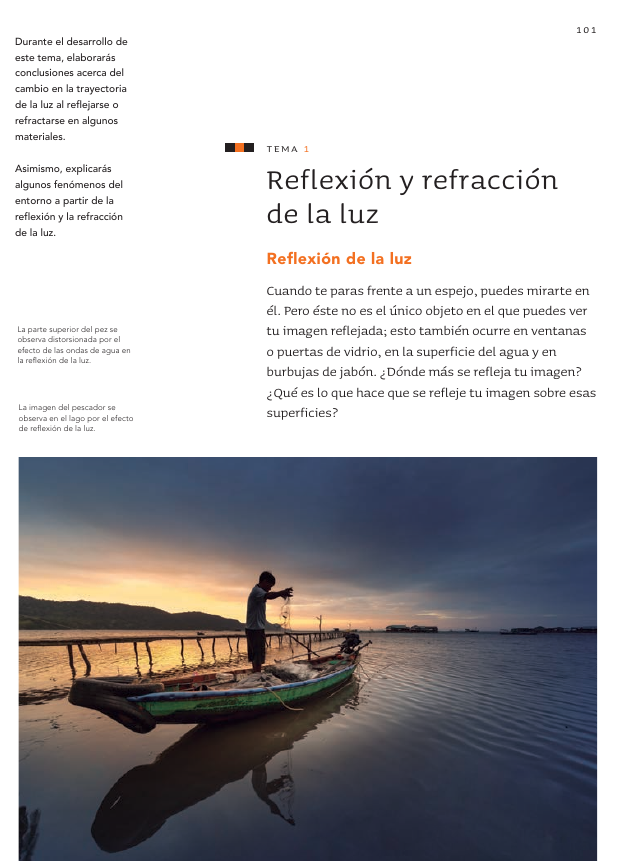 101
Durante el desarrollo de
este tema, elaborarás
conclusiones acerca del
cambio en la trayectoria
de la luz al reflejarse o
refractarse en algunos
materiales.
Asimismo, explicarás
algunos fenómenos del
entorno a partir de la
reflexión y la refracción
de la luz.
TEMA 1
Reflexión y refracción
de la luz
Reflexión de la luz
Cuando te paras frente a un espejo, puedes mirarte en
él. Pero éste no es el único objeto en el que puedes ver
tu imagen reflejada; esto también ocurre en ventanas
o puertas de vidrio, en la superficie del agua y en
burbujas de jabón. ¿Dónde más se refleja tu imagen?
¿Qué es lo que hace que se refleje tu imagen sobre esas
superficies?
La parte superior del pez se
observa distorsionada por el
efecto de las ondas de agua en
la reflexión de la luz.
La imagen del pescador se
observa en el lago por el efecto
de reflexión de la luz.